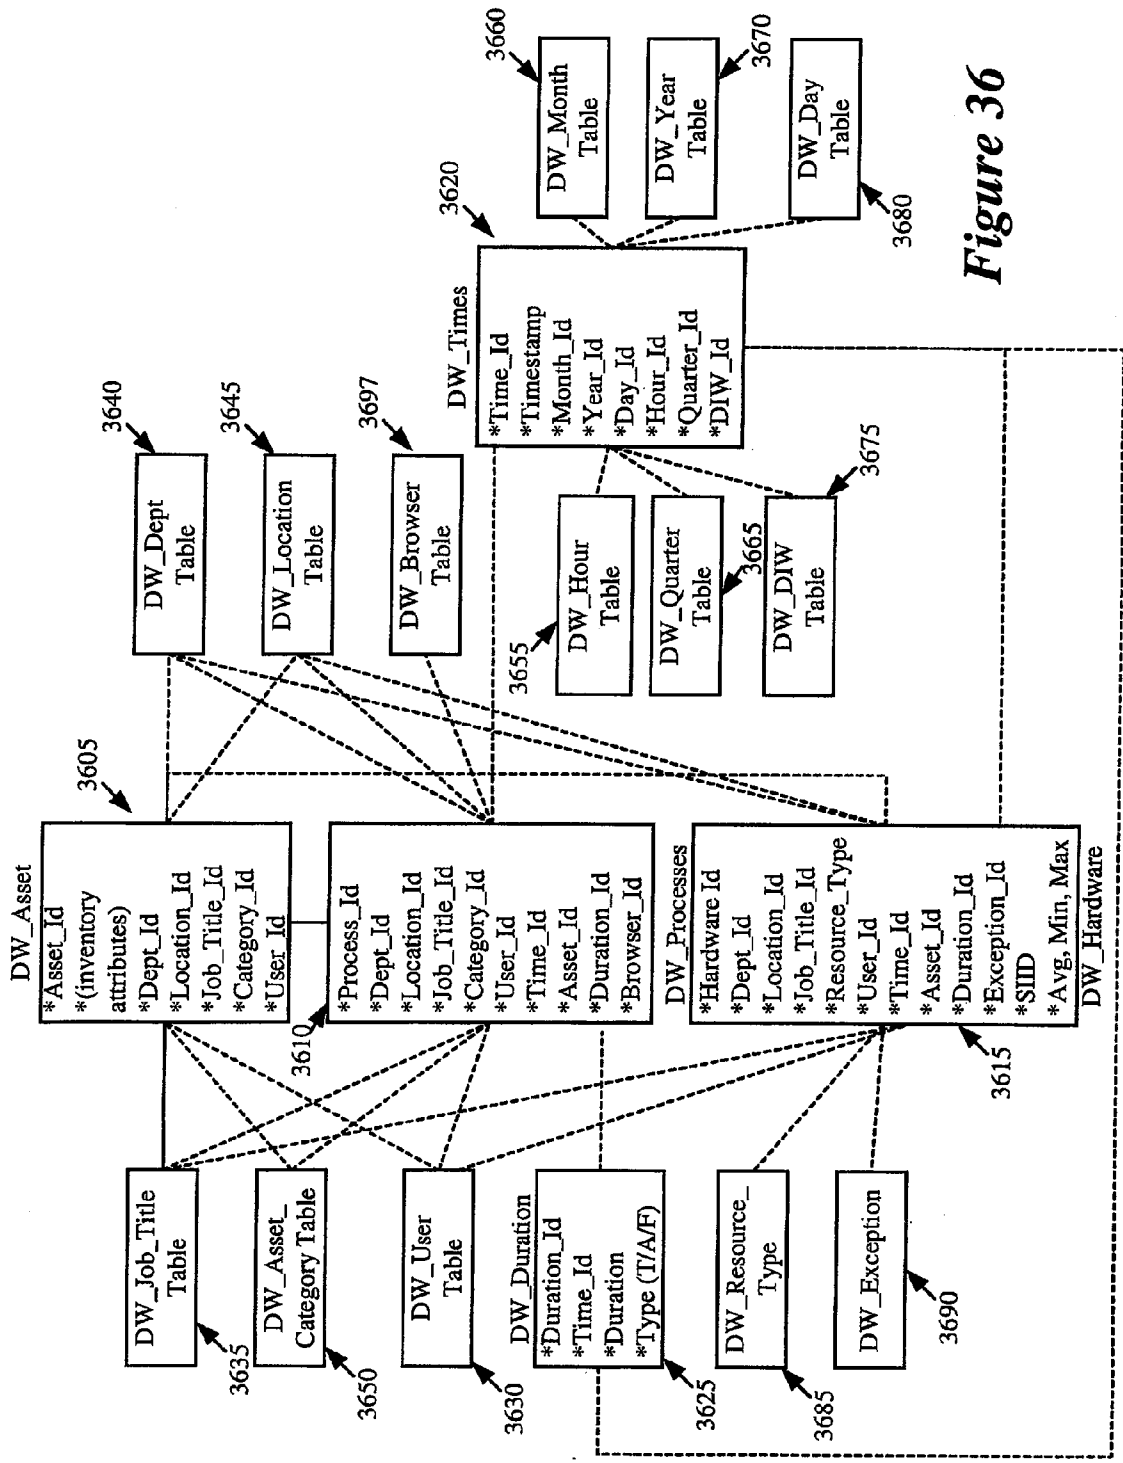 3635
DW_Job_Title
Table
3650
DW_Asset_
Category Table
3630
DW_User
Table
DW_Duration
*Duration_Id
*Time_Id
*Duration
*Type (T/A/F)
3625
3685
DW_Resource_
Type
DW_Exception
3690
DW_Asset
3605
*Asset_Id
*(inventory
attributes)
*Dept_Id
*Location_Id
*Job_Title_Id
*Category_Id
*User_Id
3610
*Process_Id
*Dept_Id
*Location_Id
*Job_Title_Id
*Category_Id
*User_Id
*Time_Id
*Asset_Id
*Duration_Id
*Browser_Id
DW_Processes
*Hardware Id
*Dept_Id
*Location_Id
*Job_Title_Id
*Resource_Type
*User_Id
*Time_Id
*Asset_Id
*Duration_Id
*Exception_Id
*SIID
*Avg, Min, Max
DW_Hardware
3615
3640
DW_Dept
Table
3645
DW_Location
Table
3697
DW_Browser
Table
3655
DW_Hour
Table
DW_Quarter
Table
3665
DW_DIW
Table
3675
DW_Times
3620
*Time_Id
*Timestamp
*Month_Id
*Year_Id
*Day_Id
*Hour_Id
*Quarter_Id
*DIW_Id
3660
DW_Month
Table
DW_Year
Table
3670
DW_Day
Table
3680
Figure 36